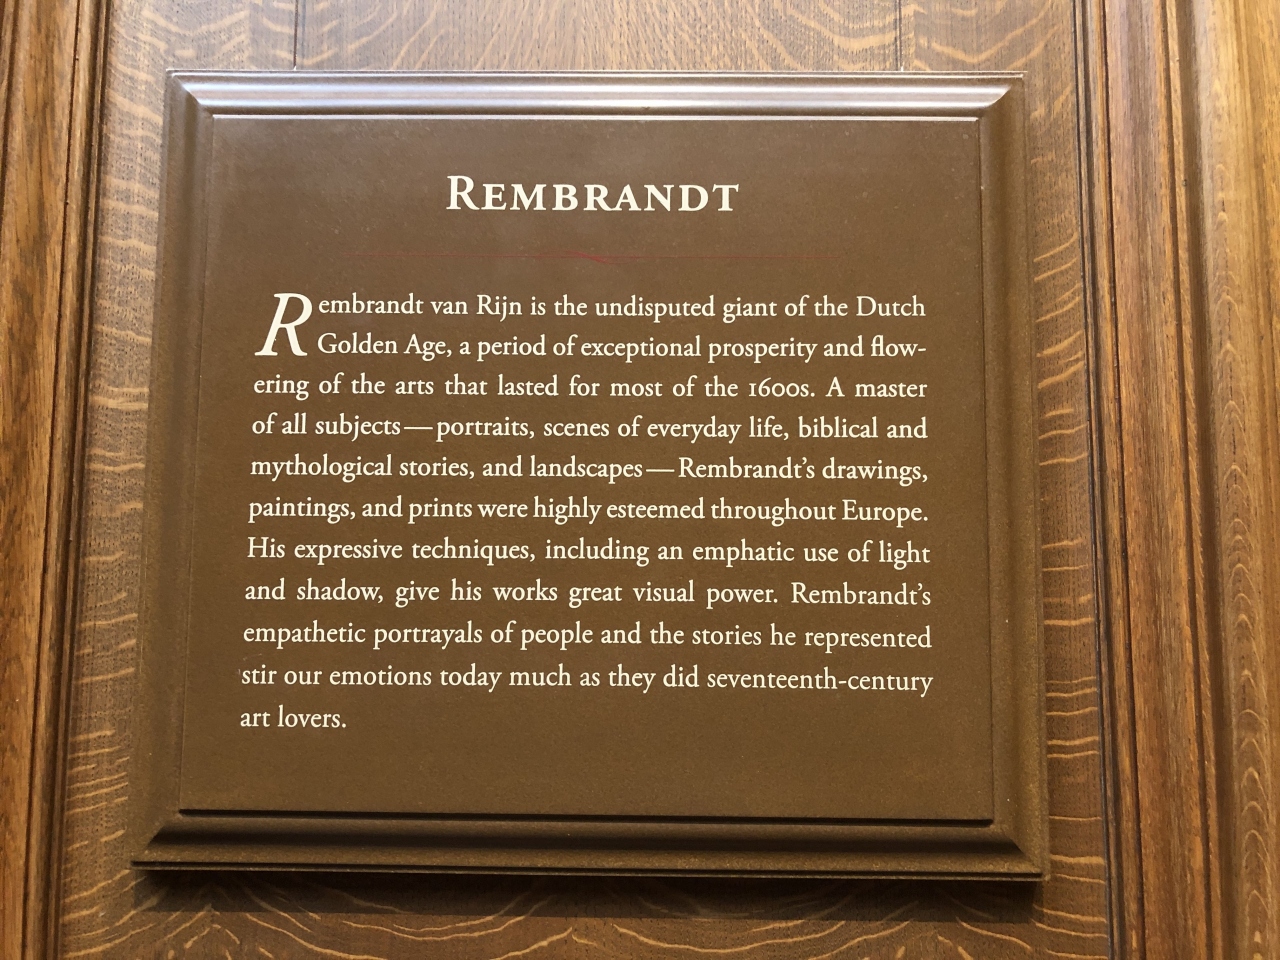 REMBRANDT
Rembrandt van Rijn is the undisputed giant of the Dutch
Golden Age, a period of exceptional prosperity and flow-
ering of the arts that lasted for most of the 1600s. A master
of all subjects — portraits, scenes of everyday life, biblical and
mythological stories, and landscapes — Rembrandt’s drawings,
paintings, and prints were highly esteemed throughout Europe.
His expressive techniques, including an emphatic use of light
and shadow, give his works great visual power. Rembrandt’s
empathetic portrayals of people and the stories he represented
stir our emotions today much as they did seventeenth-century
art lovers.